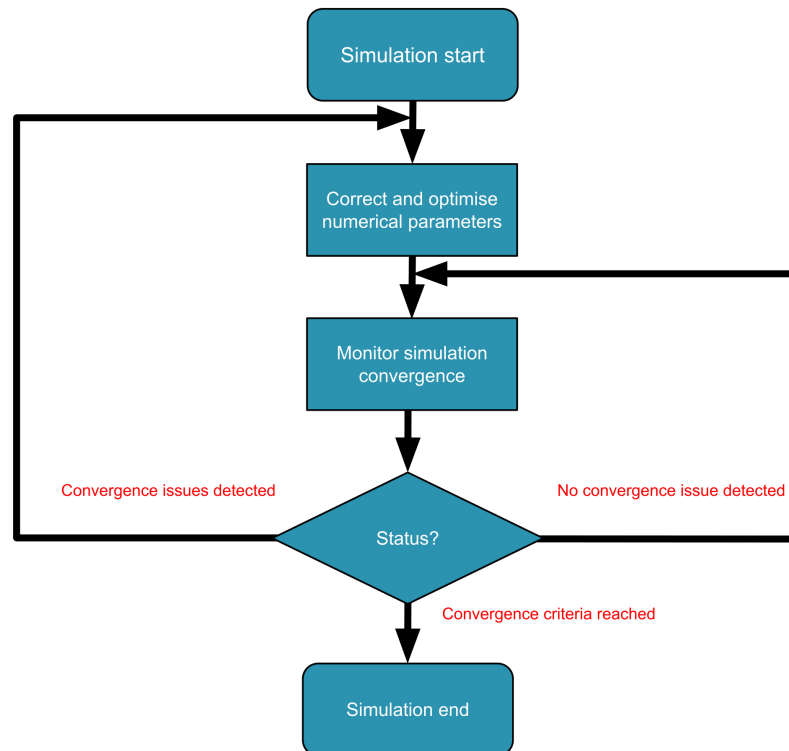 Simulation start
Correct and optimise
numerical parameters
Monitor simulation
convergence
Convergence issues detected
No convergence issue detected
Status?
Convergence criteria reached
Simulation end